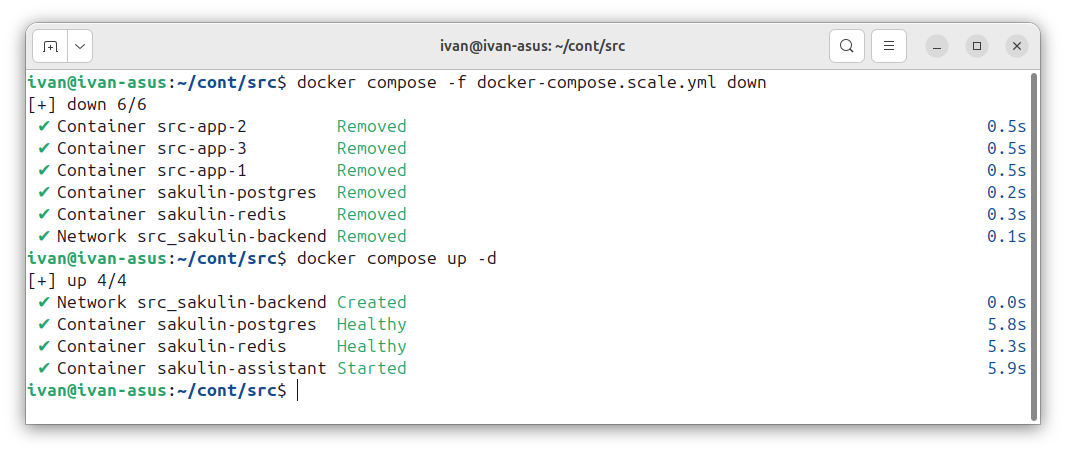 ivan@ivan-asus: ~/cont/src
ivan@ivan-asus:~/cont/src$ docker compose -f docker-compose.scale.yml down
[+] down 6/6
✔ Container src-app-2 Removed 0.5s
✔ Container src-app-3 Removed 0.5s
✔ Container src-app-1 Removed 0.5s
✔ Container sakulin-postgres Removed 0.2s
✔ Container sakulin-redis Removed 0.3s
✔ Network src_sakulin-backend Removed 0.1s
ivan@ivan-asus:~/cont/src$ docker compose up -d
[+] up 4/4
✔ Network src_sakulin-backend Created 0.0s
✔ Container sakulin-postgres Healthy 5.8s
✔ Container sakulin-redis Healthy 5.3s
✔ Container sakulin-assistant Started 5.9s
ivan@ivan-asus:~/cont/src$